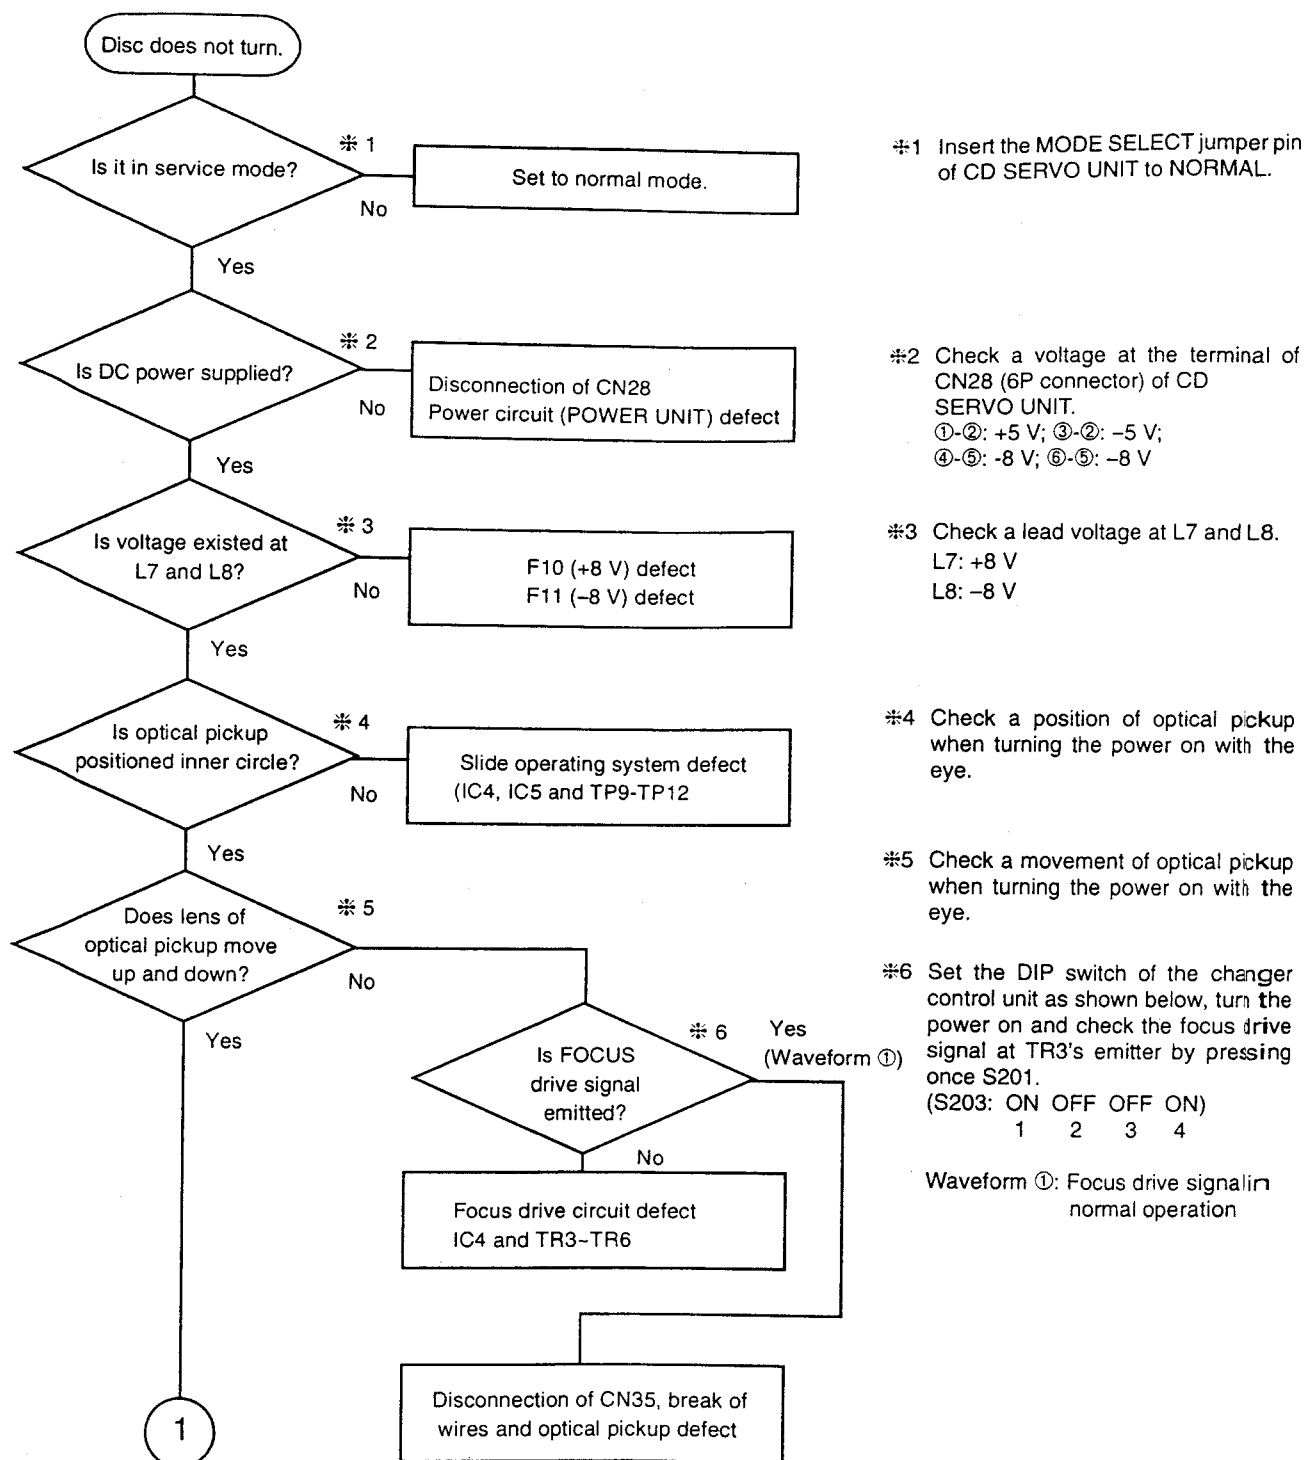 Disc does not turn.
Is it in service mode?
※1
Set to normal mode.
No
Yes
Is DC power supplied?
※2
Disconnection of CN28
Power circuit (POWER UNIT) defect
No
Yes
Is voltage existed at
L7 and L8?
※3
F10 (+8 V) defect
F11 (–8 V) defect
No
Yes
Is optical pickup
positioned inner circle?
※4
Slide operating system defect
(IC4, IC5 and TP9-TP12
No
Yes
Does lens of
optical pickup move
up and down?
※5
No
Yes
Is FOCUS
drive signal
emitted?
※6
Yes
(Waveform ①)
No
Focus drive circuit defect
IC4 and TR3~TR6
Disconnection of CN35, break of
wires and optical pickup defect
1
※1 Insert the MODE SELECT jumper pin
of CD SERVO UNIT to NORMAL.
※2 Check a voltage at the terminal of
CN28 (6P connector) of CD
SERVO UNIT.
①-②: +5 V; ③-②: –5 V;
④-⑤: -8 V; ⑥-⑤: –8 V
※3 Check a lead voltage at L7 and L8.
L7: +8 V
L8: –8 V
※4 Check a position of optical pickup
when turning the power on with the
eye.
※5 Check a movement of optical pickup
when turning the power on with the
eye.
※6 Set the DIP switch of the changer
control unit as shown below, turn the
power on and check the focus drive
signal at TR3's emitter by pressing
once S201.
(S203: ON OFF OFF ON)
1 2 3 4
Waveform ①: Focus drive signalin
normal operation